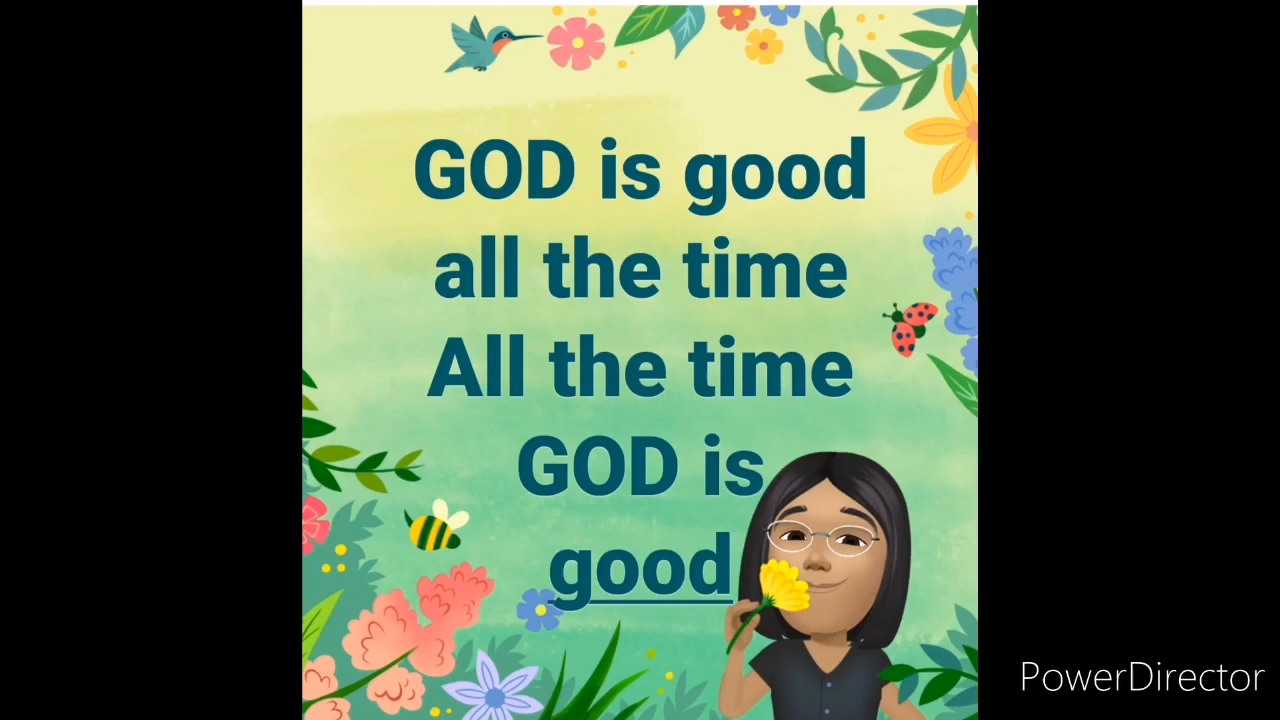 GOD is good
all the time
All the time
GOD is
good
PowerDirector